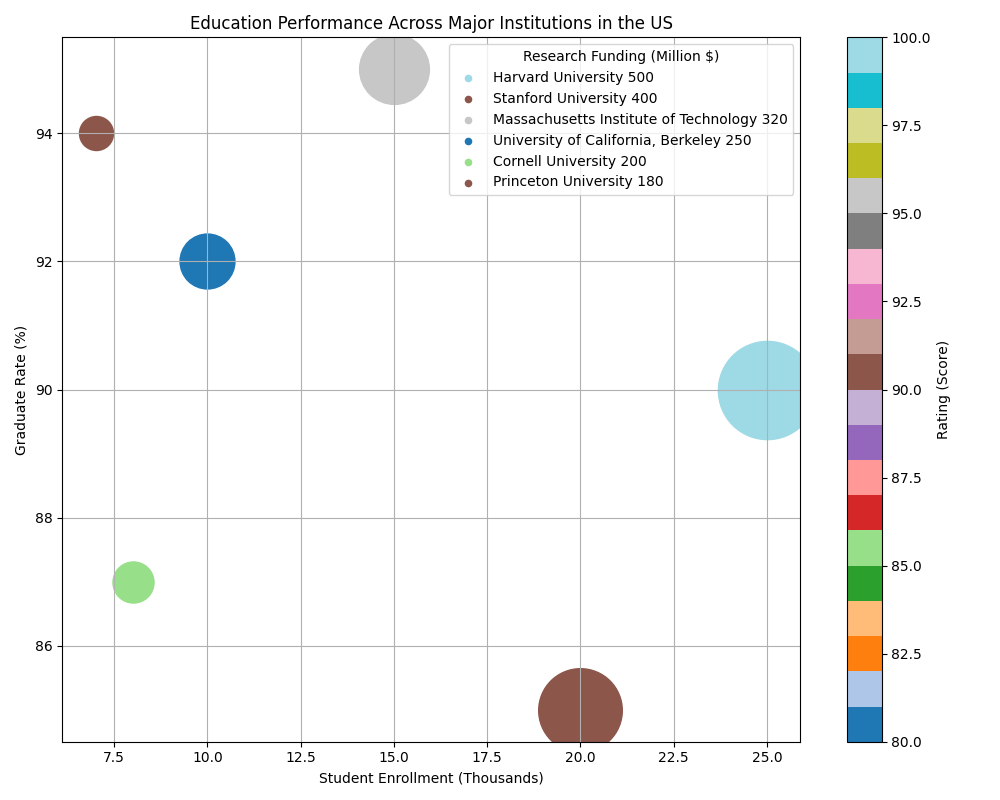 Education Performance Across Major Institutions in the US
Research Funding (Million $)
Harvard University 500
Stanford University 400
Massachusetts Institute of Technology 320
University of California, Berkeley 250
Cornell University 200
Princeton University 180
Graduate Rate (%)
94
92
90
88
86
7.5
10.0
12.5
15.0
17.5
20.0
22.5
25.0
Student Enrollment (Thousands)
100.0
97.5
95.0
92.5
90.0
87.5
85.0
82.5
80.0
Rating (Score)